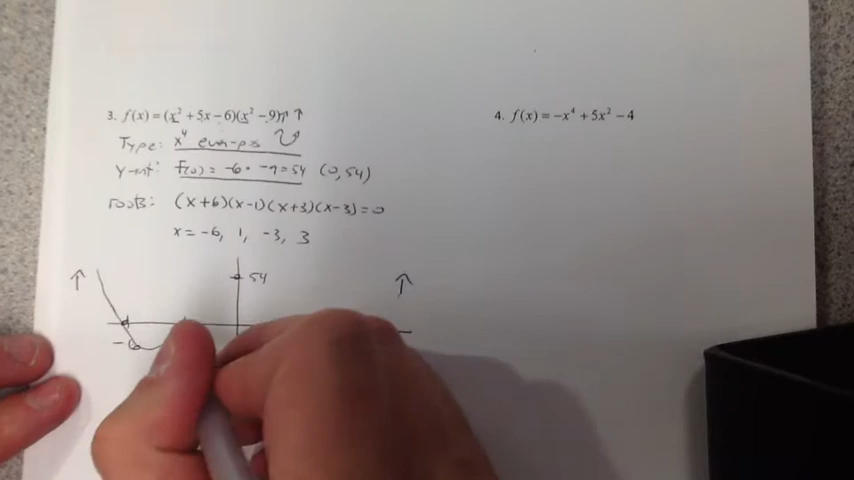 3. f(x) = (x² + 5x − 6)(x² − 9) ↑ ↑
Type: x⁴ even-pos
Y-int: f(0) = -6 · -9 = 54 (0, 54)
roots: (x+6)(x-1)(x+3)(x-3) = 0
x = -6, 1, -3, 3
↑ 54 ↑
4. f(x) = −x⁴ + 5x² − 4